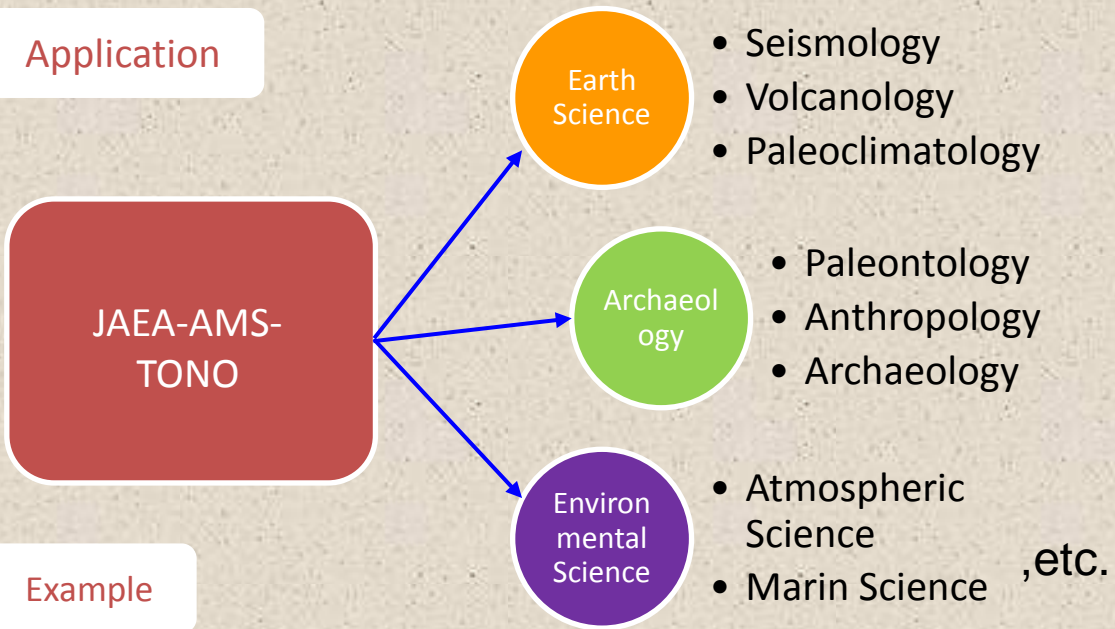 Application
JAEA-AMS-
TONO
Earth
Science
• Seismology
• Volcanology
• Paleoclimatology
Archaeol
ogy
• Paleontology
• Anthropology
• Archaeology
Environ
mental
Science
• Atmospheric
Science
• Marin Science
,etc.
Example